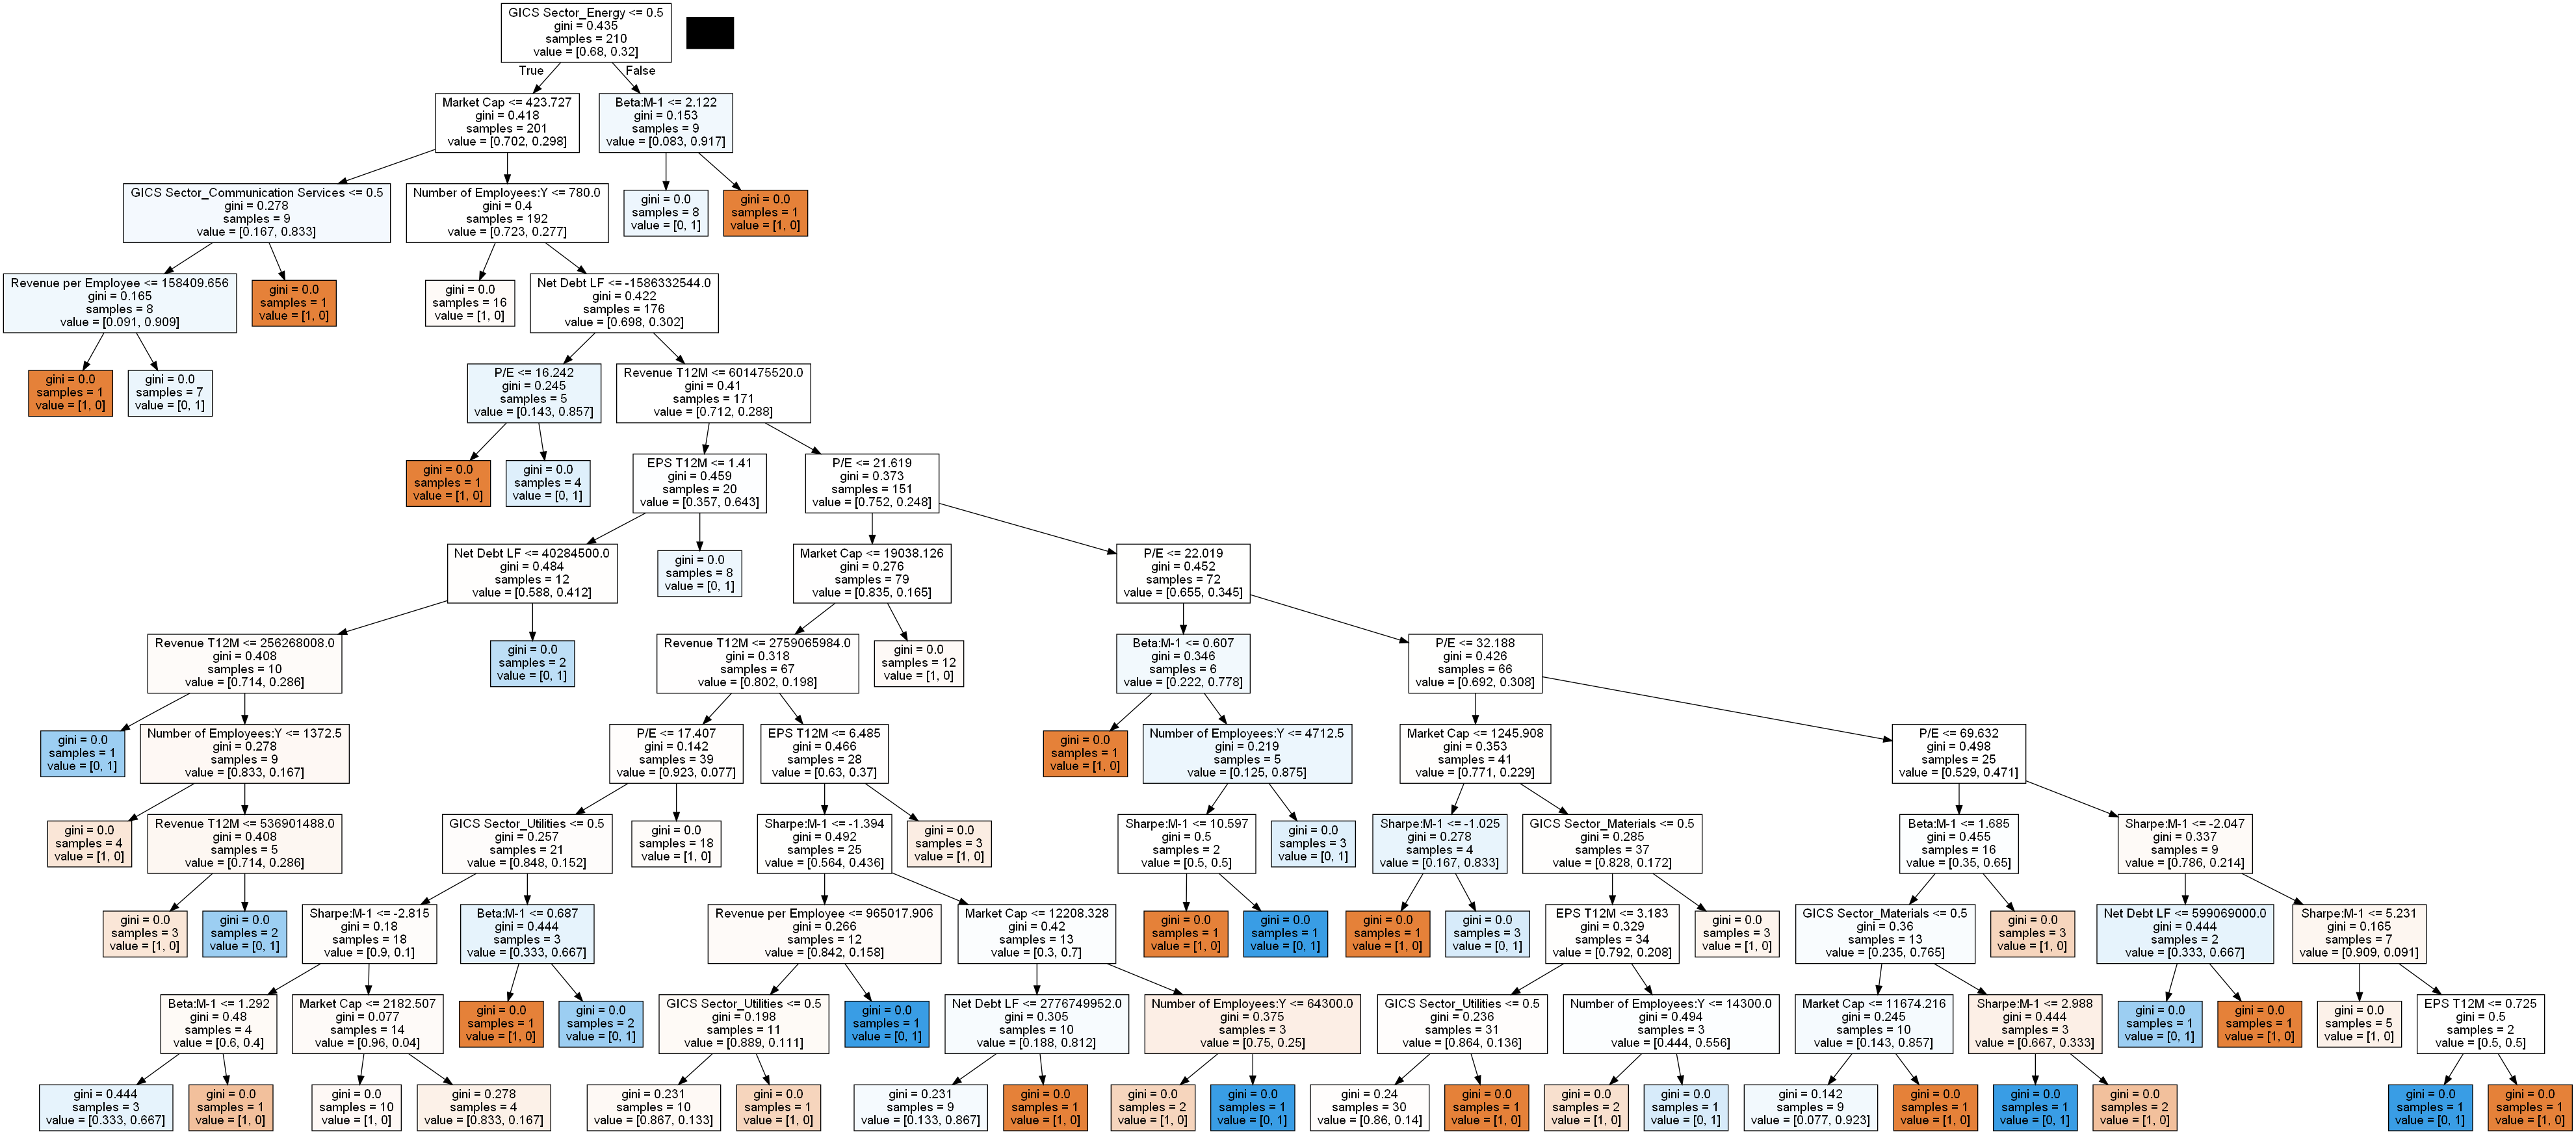 GICS Sector_Energy <= 0.5
gini = 0.435
samples = 210
value = [0.68, 0.32]
True
False
Market Cap <= 423.727
gini = 0.418
samples = 201
value = [0.702, 0.298]
Beta:M-1 <= 2.122
gini = 0.153
samples = 9
value = [0.083, 0.917]
GICS Sector_Communication Services <= 0.5
gini = 0.278
samples = 9
value = [0.167, 0.833]
Number of Employees:Y <= 780.0
gini = 0.4
samples = 192
value = [0.723, 0.277]
gini = 0.0
samples = 8
value = [0, 1]
gini = 0.0
samples = 1
value = [1, 0]
Revenue per Employee <= 158409.656
gini = 0.165
samples = 8
value = [0.091, 0.909]
gini = 0.0
samples = 1
value = [1, 0]
gini = 0.0
samples = 16
value = [1, 0]
Net Debt LF <= -1586332544.0
gini = 0.422
samples = 176
value = [0.698, 0.302]
gini = 0.0
samples = 1
value = [1, 0]
gini = 0.0
samples = 7
value = [0, 1]
P/E <= 16.242
gini = 0.245
samples = 5
value = [0.143, 0.857]
Revenue T12M <= 601475520.0
gini = 0.41
samples = 171
value = [0.712, 0.288]
gini = 0.0
samples = 1
value = [1, 0]
gini = 0.0
samples = 4
value = [0, 1]
EPS T12M <= 1.41
gini = 0.459
samples = 20
value = [0.357, 0.643]
P/E <= 21.619
gini = 0.373
samples = 151
value = [0.752, 0.248]
Net Debt LF <= 40284500.0
gini = 0.484
samples = 12
value = [0.588, 0.412]
gini = 0.0
samples = 8
value = [0, 1]
Market Cap <= 19038.126
gini = 0.276
samples = 79
value = [0.835, 0.165]
P/E <= 22.019
gini = 0.452
samples = 72
value = [0.655, 0.345]
Revenue T12M <= 256268008.0
gini = 0.408
samples = 10
value = [0.714, 0.286]
gini = 0.0
samples = 2
value = [0, 1]
Revenue T12M <= 2759065984.0
gini = 0.318
samples = 67
value = [0.802, 0.198]
gini = 0.0
samples = 12
value = [1, 0]
Beta:M-1 <= 0.607
gini = 0.346
samples = 6
value = [0.222, 0.778]
P/E <= 32.188
gini = 0.426
samples = 66
value = [0.692, 0.308]
gini = 0.0
samples = 1
value = [0, 1]
Number of Employees:Y <= 1372.5
gini = 0.278
samples = 9
value = [0.833, 0.167]
P/E <= 17.407
gini = 0.142
samples = 39
value = [0.923, 0.077]
EPS T12M <= 6.485
gini = 0.466
samples = 28
value = [0.63, 0.37]
gini = 0.0
samples = 1
value = [1, 0]
Number of Employees:Y <= 4712.5
gini = 0.219
samples = 5
value = [0.125, 0.875]
Market Cap <= 1245.908
gini = 0.353
samples = 41
value = [0.771, 0.229]
P/E <= 69.632
gini = 0.498
samples = 25
value = [0.529, 0.471]
gini = 0.0
samples = 4
value = [1, 0]
Revenue T12M <= 536901488.0
gini = 0.408
samples = 5
value = [0.714, 0.286]
GICS Sector_Utilities <= 0.5
gini = 0.257
samples = 21
value = [0.848, 0.152]
gini = 0.0
samples = 18
value = [1, 0]
Sharpe:M-1 <= -1.394
gini = 0.492
samples = 25
value = [0.564, 0.436]
gini = 0.0
samples = 3
value = [1, 0]
Sharpe:M-1 <= 10.597
gini = 0.5
samples = 2
value = [0.5, 0.5]
gini = 0.0
samples = 3
value = [0, 1]
Sharpe:M-1 <= -1.025
gini = 0.278
samples = 4
value = [0.167, 0.833]
GICS Sector_Materials <= 0.5
gini = 0.285
samples = 37
value = [0.828, 0.172]
Beta:M-1 <= 1.685
gini = 0.455
samples = 16
value = [0.35, 0.65]
Sharpe:M-1 <= -2.047
gini = 0.337
samples = 9
value = [0.786, 0.214]
gini = 0.0
samples = 3
value = [1, 0]
gini = 0.0
samples = 2
value = [0, 1]
Sharpe:M-1 <= -2.815
gini = 0.18
samples = 18
value = [0.9, 0.1]
Beta:M-1 <= 0.687
gini = 0.444
samples = 3
value = [0.333, 0.667]
Revenue per Employee <= 965017.906
gini = 0.266
samples = 12
value = [0.842, 0.158]
Market Cap <= 12208.328
gini = 0.42
samples = 13
value = [0.3, 0.7]
gini = 0.0
samples = 1
value = [1, 0]
gini = 0.0
samples = 1
value = [0, 1]
gini = 0.0
samples = 1
value = [1, 0]
gini = 0.0
samples = 3
value = [0, 1]
EPS T12M <= 3.183
gini = 0.329
samples = 34
value = [0.792, 0.208]
gini = 0.0
samples = 3
value = [1, 0]
GICS Sector_Materials <= 0.5
gini = 0.36
samples = 13
value = [0.235, 0.765]
gini = 0.0
samples = 3
value = [1, 0]
Net Debt LF <= 599069000.0
gini = 0.444
samples = 2
value = [0.333, 0.667]
Sharpe:M-1 <= 5.231
gini = 0.165
samples = 7
value = [0.909, 0.091]
Beta:M-1 <= 1.292
gini = 0.48
samples = 4
value = [0.6, 0.4]
Market Cap <= 2182.507
gini = 0.077
samples = 14
value = [0.96, 0.04]
gini = 0.0
samples = 1
value = [1, 0]
gini = 0.0
samples = 2
value = [0, 1]
GICS Sector_Utilities <= 0.5
gini = 0.198
samples = 11
value = [0.889, 0.111]
gini = 0.0
samples = 1
value = [0, 1]
Net Debt LF <= 2776749952.0
gini = 0.305
samples = 10
value = [0.188, 0.812]
Number of Employees:Y <= 64300.0
gini = 0.375
samples = 3
value = [0.75, 0.25]
GICS Sector_Utilities <= 0.5
gini = 0.236
samples = 31
value = [0.864, 0.136]
Number of Employees:Y <= 14300.0
gini = 0.494
samples = 3
value = [0.444, 0.556]
Market Cap <= 11674.216
gini = 0.245
samples = 10
value = [0.143, 0.857]
Sharpe:M-1 <= 2.988
gini = 0.444
samples = 3
value = [0.667, 0.333]
gini = 0.0
samples = 1
value = [0, 1]
gini = 0.0
samples = 1
value = [1, 0]
gini = 0.0
samples = 5
value = [1, 0]
EPS T12M <= 0.725
gini = 0.5
samples = 2
value = [0.5, 0.5]
gini = 0.444
samples = 3
value = [0.333, 0.667]
gini = 0.0
samples = 1
value = [1, 0]
gini = 0.0
samples = 10
value = [1, 0]
gini = 0.278
samples = 4
value = [0.833, 0.167]
gini = 0.231
samples = 10
value = [0.867, 0.133]
gini = 0.0
samples = 1
value = [1, 0]
gini = 0.231
samples = 9
value = [0.133, 0.867]
gini = 0.0
samples = 1
value = [1, 0]
gini = 0.0
samples = 2
value = [1, 0]
gini = 0.0
samples = 1
value = [0, 1]
gini = 0.24
samples = 30
value = [0.86, 0.14]
gini = 0.0
samples = 1
value = [1, 0]
gini = 0.0
samples = 2
value = [1, 0]
gini = 0.0
samples = 1
value = [0, 1]
gini = 0.142
samples = 9
value = [0.077, 0.923]
gini = 0.0
samples = 1
value = [1, 0]
gini = 0.0
samples = 1
value = [0, 1]
gini = 0.0
samples = 2
value = [1, 0]
gini = 0.0
samples = 1
value = [0, 1]
gini = 0.0
samples = 1
value = [1, 0]